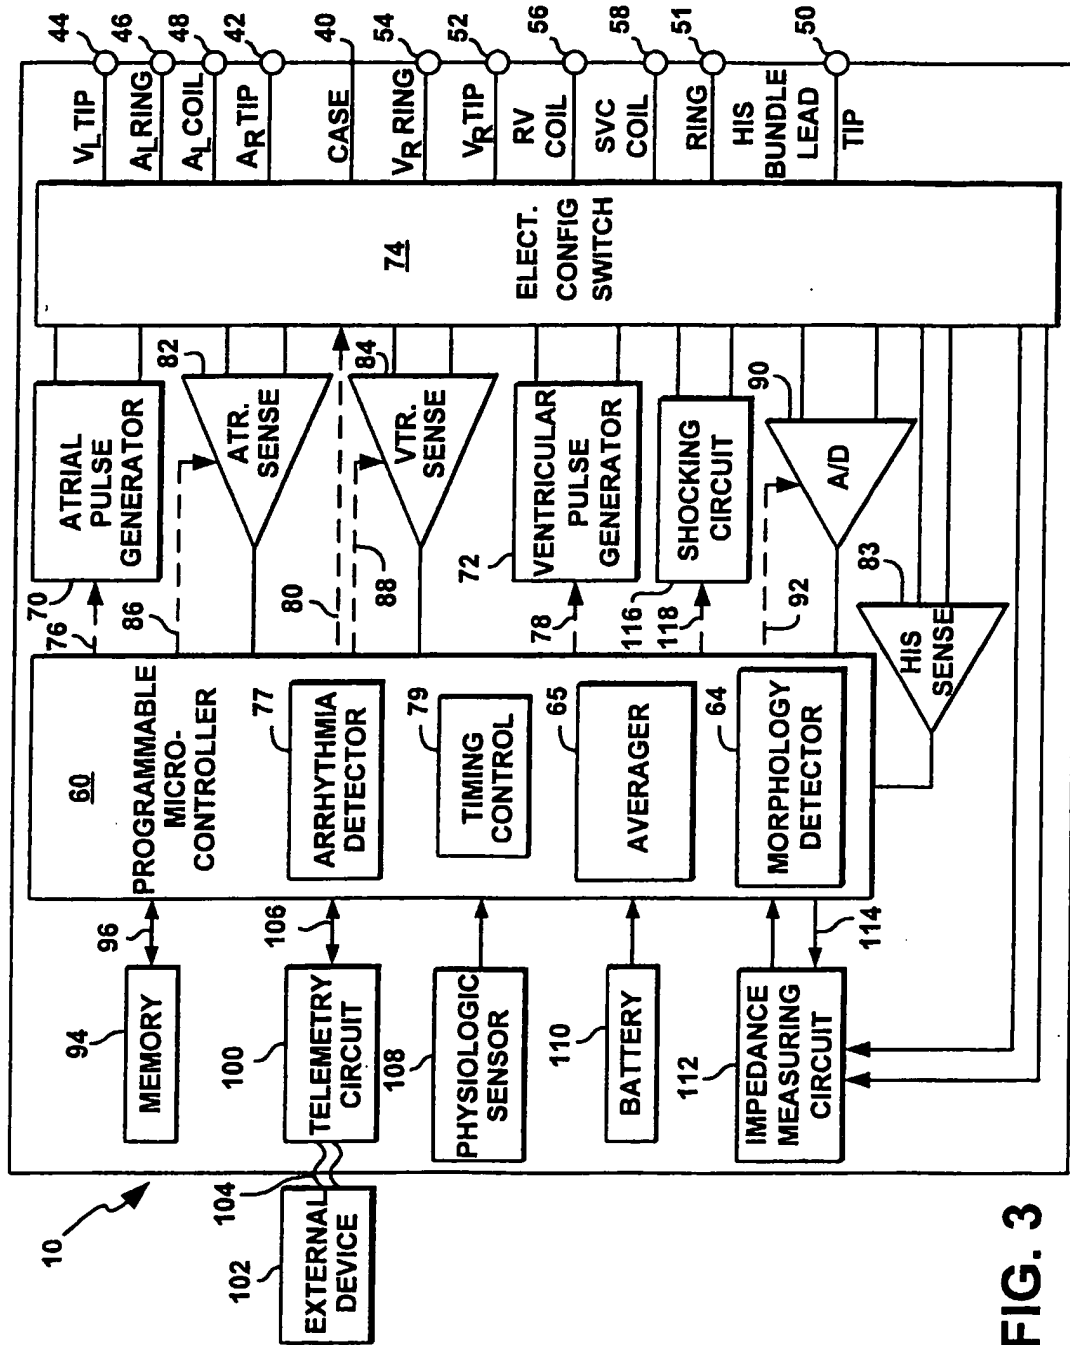 10
102
EXTERNAL
DEVICE
104
94
MEMORY
96
100
TELEMETRY
CIRCUIT
106
108
PHYSIOLOGIC
SENSOR
110
BATTERY
112
IMPEDANCE
MEASURING
CIRCUIT
114
60
PROGRAMMABLE
MICRO-
CONTROLLER
77
ARRHYTHMIA
DETECTOR
79
TIMING
CONTROL
65
AVERAGER
64
MORPHOLOGY
DETECTOR
70
76
ATRIAL
PULSE
GENERATOR
86
82
ATR.
SENSE
80
88
84
VTR.
SENSE
72
78
VENTRICULAR
PULSE
GENERATOR
116
118
SHOCKING
CIRCUIT
92
90
A/D
83
HIS
SENSE
74
ELECT.
CONFIG
SWITCH
VL TIP
44
AL RING
46
AL COIL
48
AR TIP
42
CASE
40
VR RING
54
VR TIP
52
RV
COIL
56
SVC
COIL
58
RING
51
HIS
BUNDLE
LEAD
TIP
50
FIG. 3